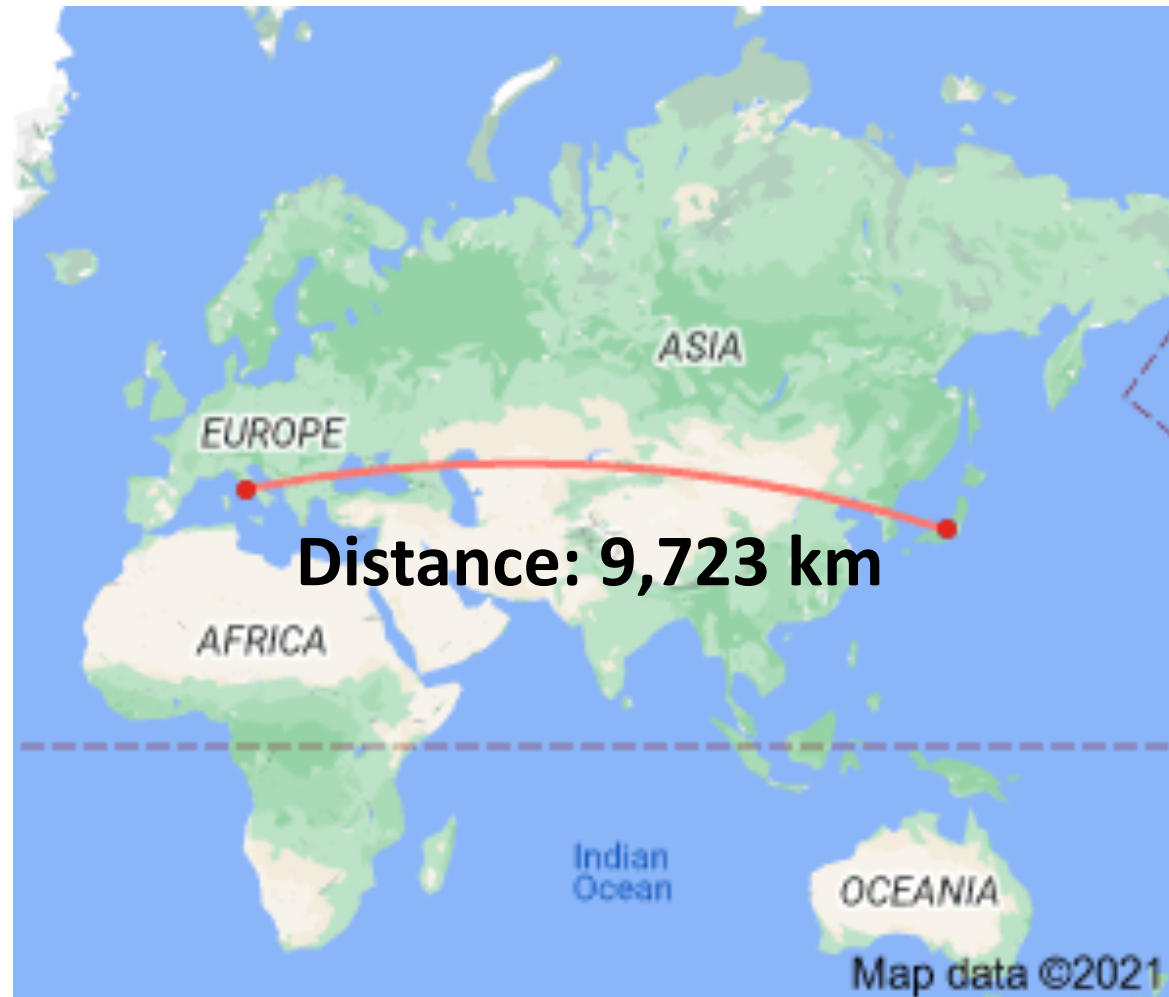 ASIA
EUROPE
Distance: 9,723 km
AFRICA
Indian
Ocean
OCEANIA
Map data ©2021